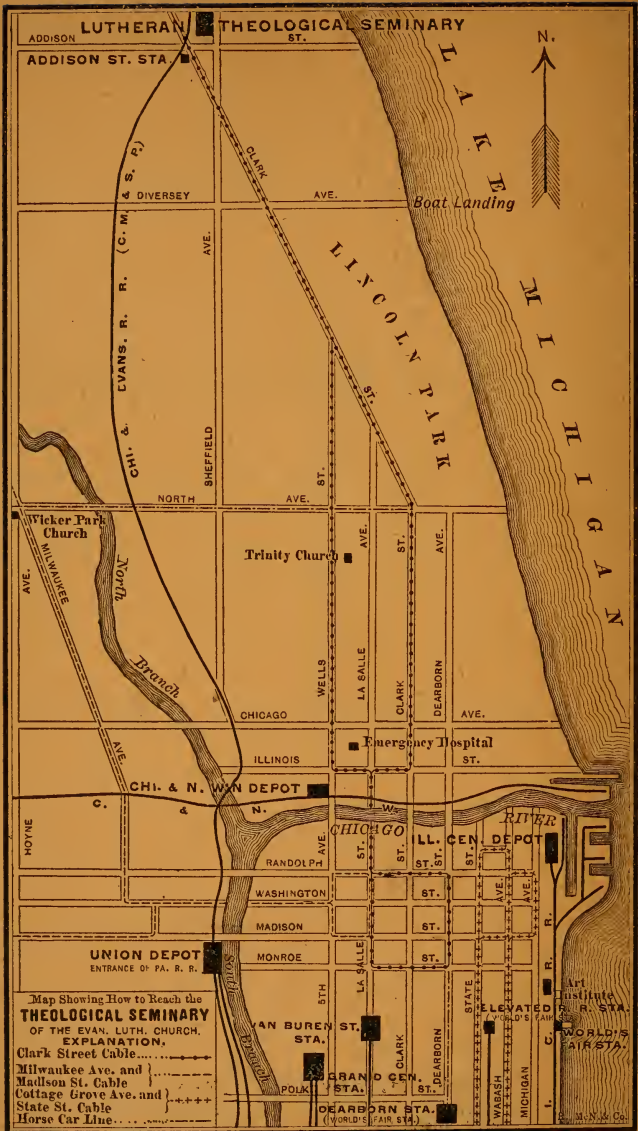 LUTHERAN THEOLOGICAL SEMINARY
ADDISON ST.
ADDISON ST. STA.
N.
LAKE MICHIGAN
CLARK ST.
DIVERSEY AVE.
Boat Landing
CHI. & EVANS. R. R. (C. M. & S. P.)
LINCOLN PARK
SHEFFIELD AVE.
WELLS ST.
NORTH AVE.
Wicker Park
Church
MILWAUKEE AVE.
AVE.
North Branch
Trinity Church
LA SALLE AVE.
CLARK ST.
DEARBORN AVE.
CHICAGO AVE.
Emergency Hospital
ILLINOIS ST.
CHI. & N. W'N DEPOT
C. & N. W.
HOYNE
CHICAGO RIVER
ILL. CEN. DEPOT
AVE. ST. ST. ST. ST. AVE. AVE.
RANDOLPH ST.
WASHINGTON ST.
MADISON ST.
MONROE ST.
UNION DEPOT
ENTRANCE OF PA. R. R.
South Branch
5TH
LA SALLE
CLARK
DEARBORN
STATE
WABASH
MICHIGAN
I. C. R. R.
Art
Institute
ELEVATED R. R. STA.
(WORLD'S FAIR STA.)
WORLD'S
FAIR STA.
VAN BUREN ST.
STA.
GRAND CEN.
STA.
POLK ST.
DEARBORN STA.
(WORLD'S FAIR STA.)
Map Showing How to Reach the
THEOLOGICAL SEMINARY
OF THE EVAN. LUTH. CHURCH.
EXPLANATION.
Clark Street Cable
Milwaukee Ave. and
Madison St. Cable
Cottage Grove Ave. and
State St. Cable
Horse Car Line
M. N. & Co.